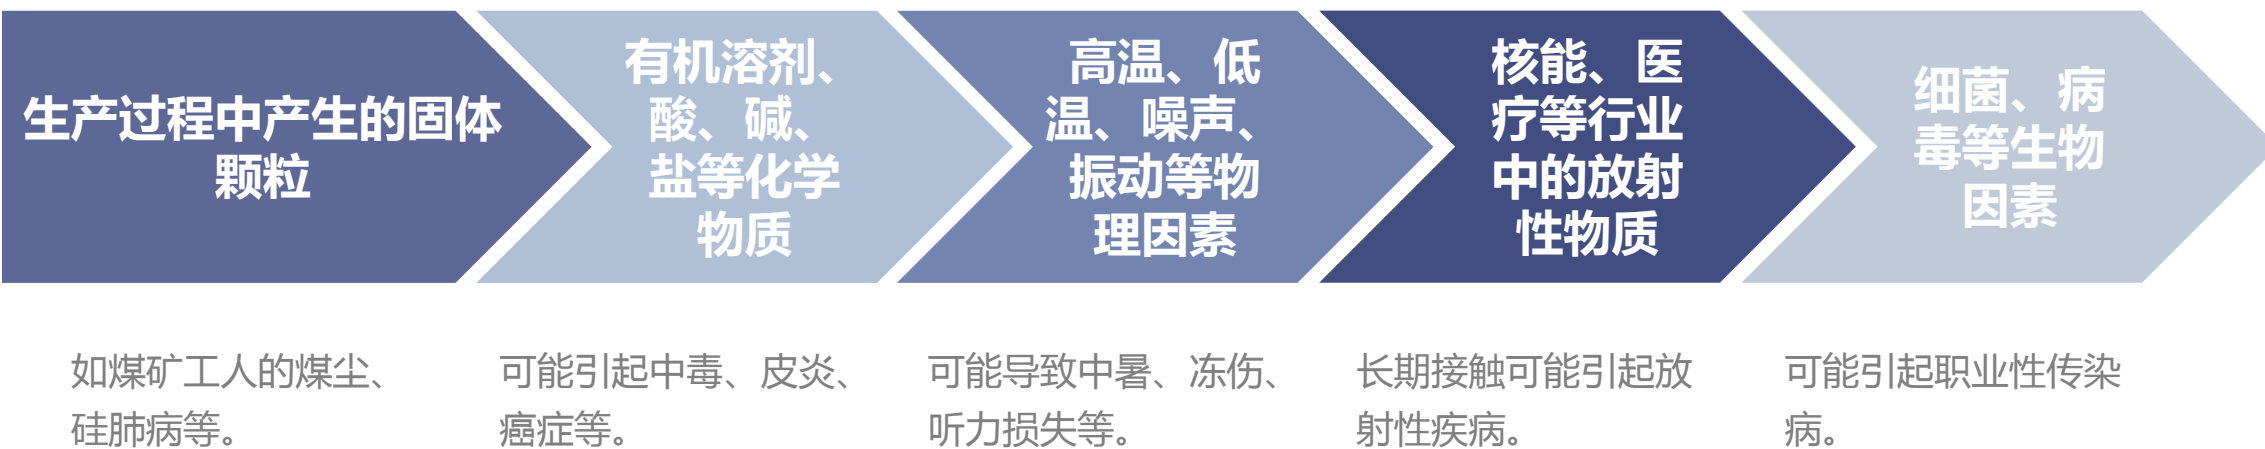 生产过程中产生的固体
颗粒
有机溶剂、
酸、碱、
盐等化学
物质
高温、低
温、噪声、
振动等物
理因素
核能、医
疗等行业
中的放射
性物质
细菌、病
毒等生物
因素
如煤矿工人的煤尘、
硅肺病等。
可能引起中毒、皮炎、
癌症等。
可能导致中暑、冻伤、
听力损失等。
长期接触可能引起放
射性疾病。
可能引起职业性传染
病。